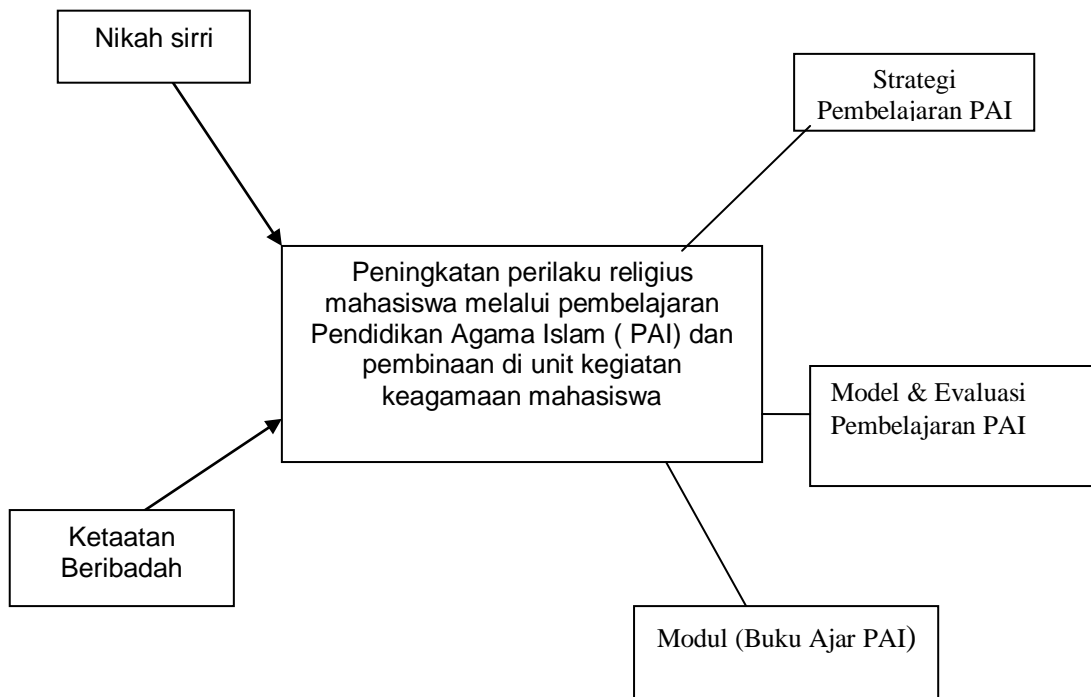 Nikah sirri
Strategi
Pembelajaran PAI
Peningkatan perilaku religius
mahasiswa melalui pembelajaran
Pendidikan Agama Islam ( PAI) dan
pembinaan di unit kegiatan
keagamaan mahasiswa
Model & Evaluasi
Pembelajaran PAI
Ketaatan
Beribadah
Modul (Buku Ajar PAI)